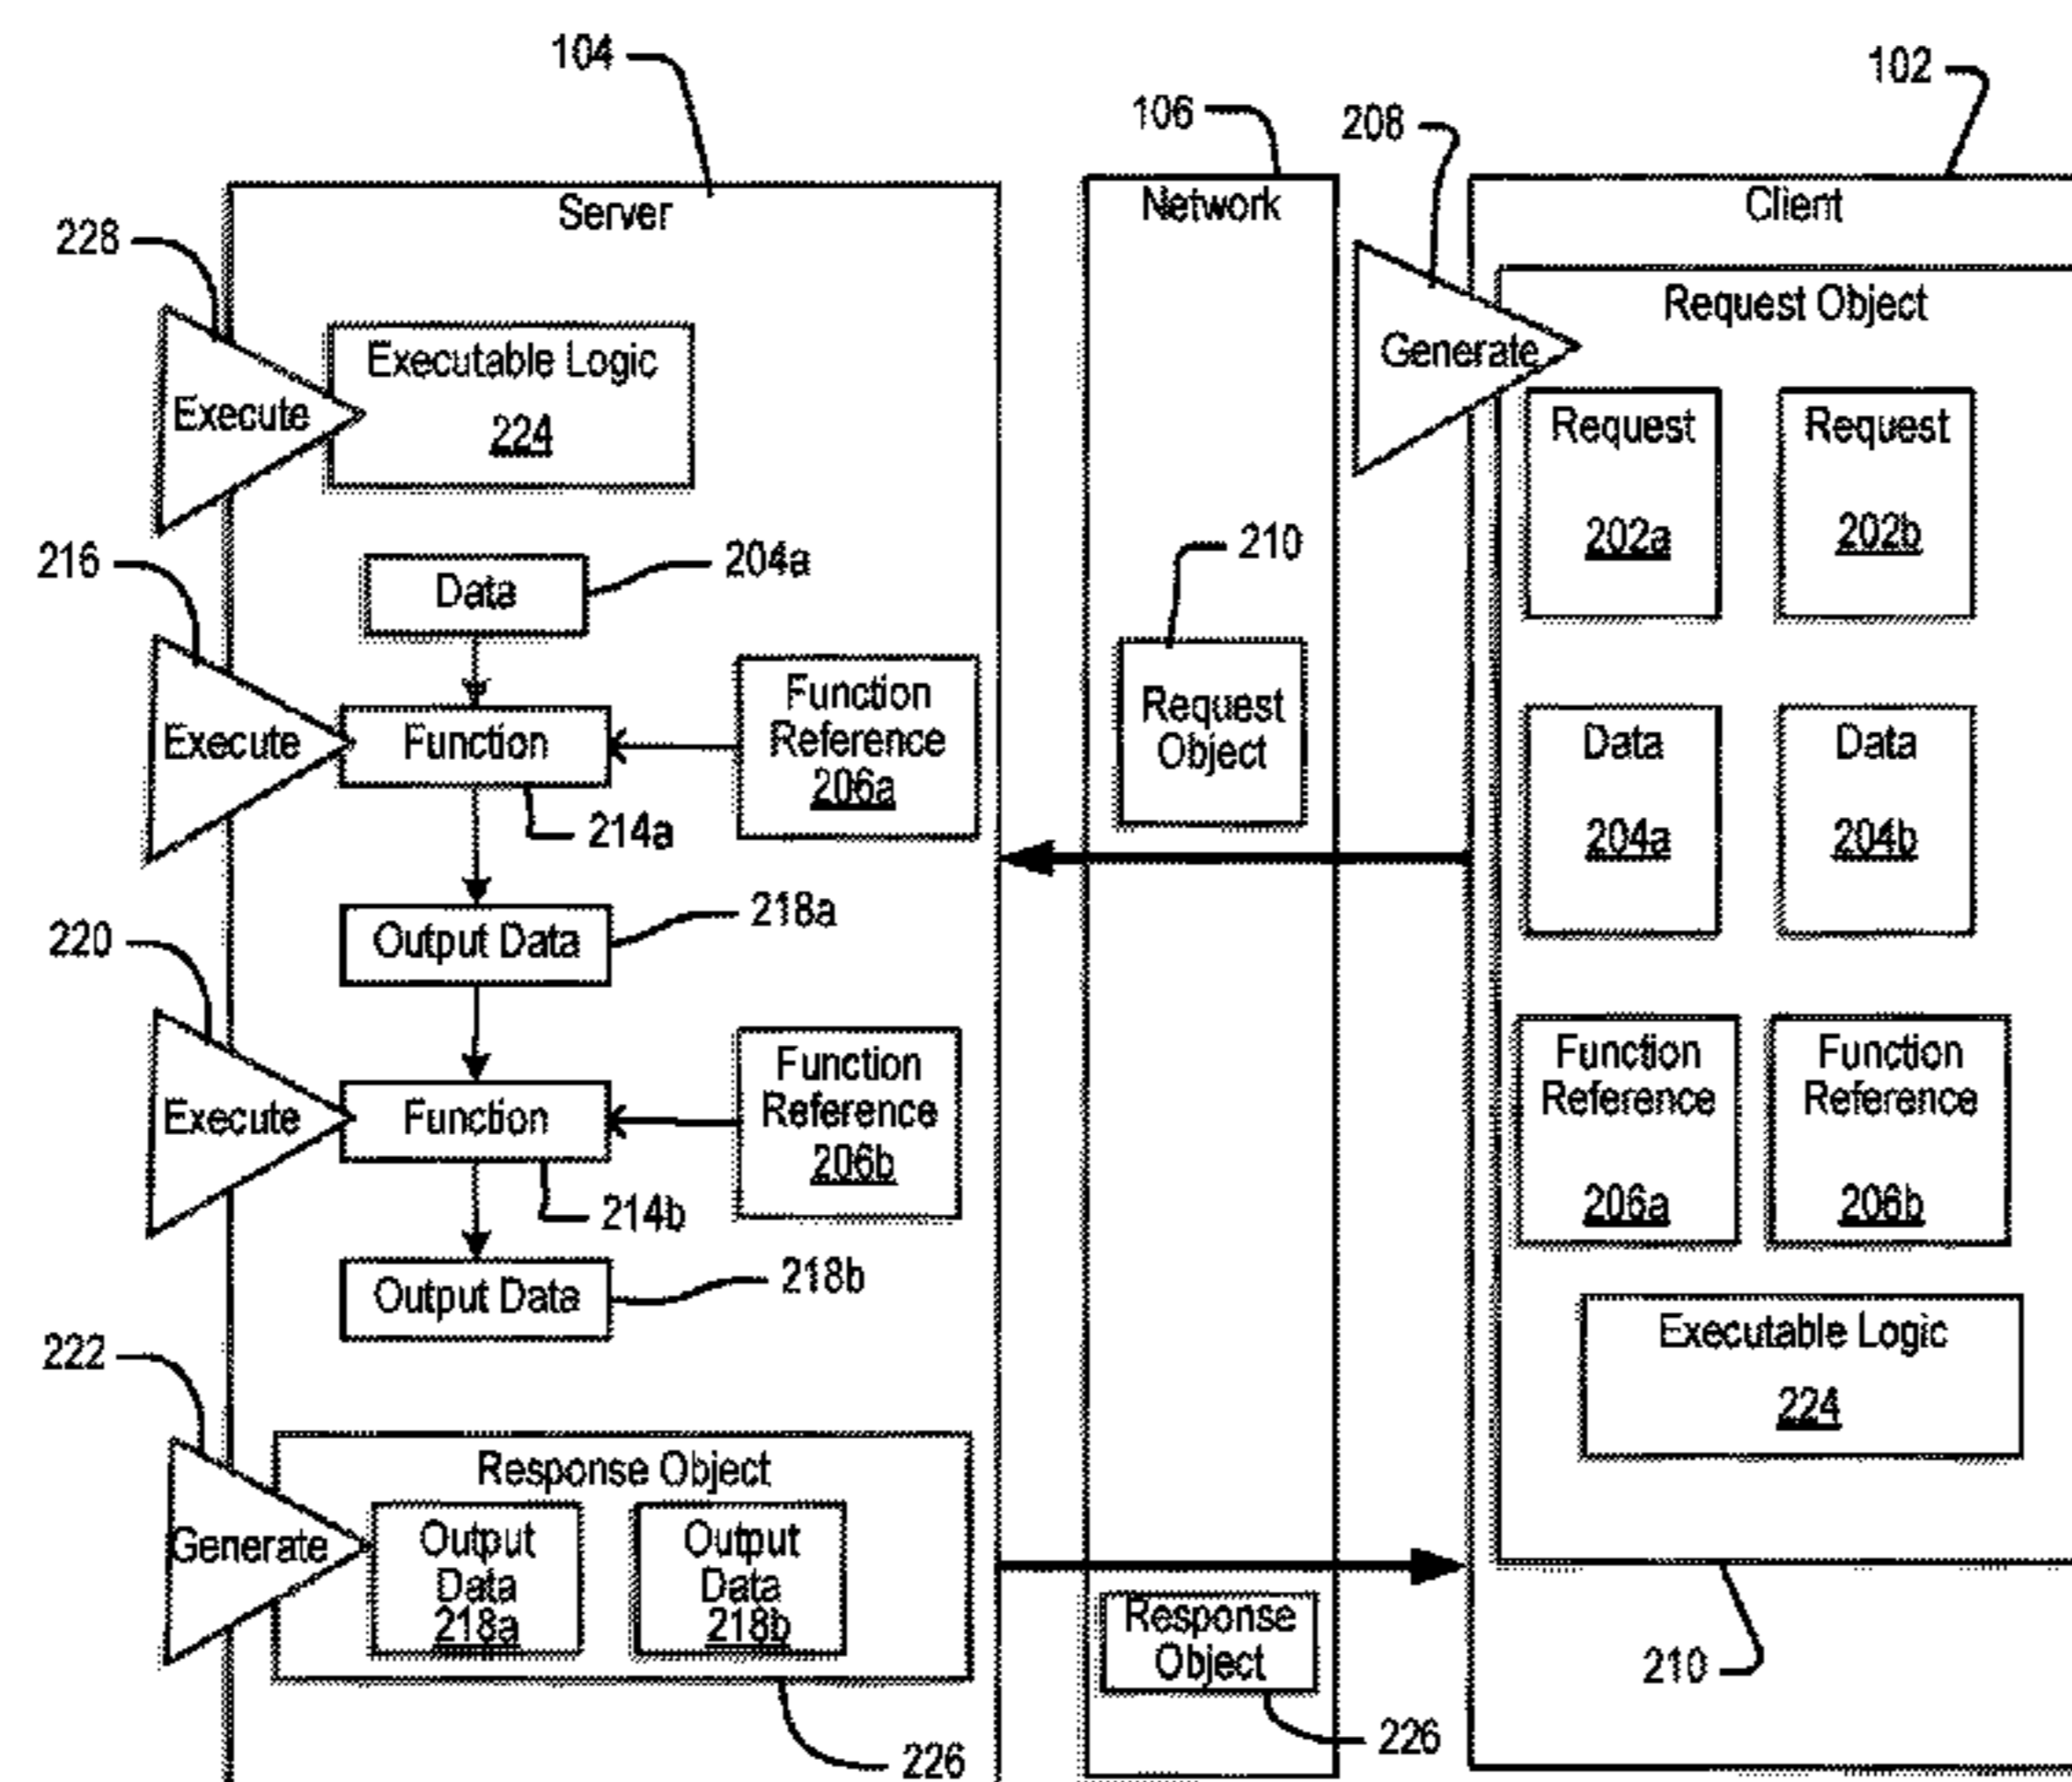 104
102
106
208
Server
Network
Client
228
Request Object
Executable Logic
224
Execute
Generate
Request
202a
Request
202b
216
Data
204a
210
Function
Reference
206a
Execute
Function
214a
Request
Object
Data
204a
Data
204b
218a
220
Output Data
Function
Reference
206b
Execute
Function
214b
Function
Reference
206a
Function
Reference
206b
218b
Output Data
222
Executable Logic
224
Response Object
Generate
Output
Data
218a
Output
Data
218b
Response
Object
210
226
226